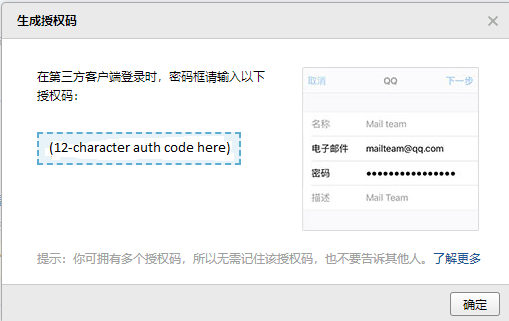 生成授权码
在第三方客户端登录时，密码框请输入以下
授权码：
(12-character auth code here)
取消 QQ 下一步
名称 Mail team
电子邮件 mailteam@qq.com
密码 ●●●●●●●●●●●●●●●●
描述 Mail Team
提示：你可拥有多个授权码，所以无需记住该授权码，也不要告诉其他人。了解更多
确定